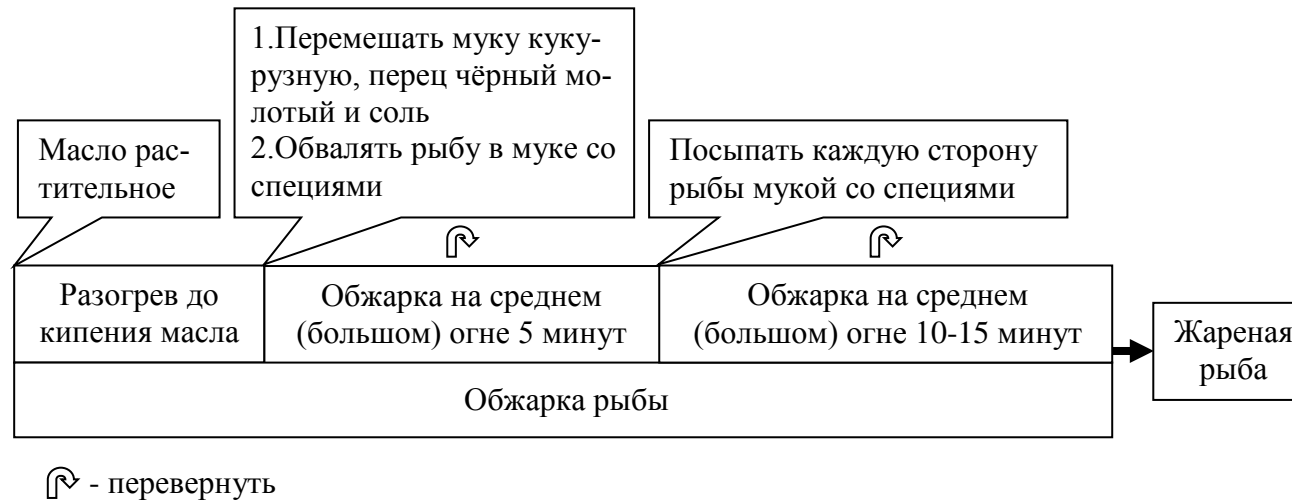 1.Перемешать муку куку-
рузную, перец чёрный мо-
лотый и соль
2.Обвалять рыбу в муке со
специями
Масло рас-
тительное
Посыпать каждую сторону
рыбы мукой со специями
Разогрев до
кипения масла
Обжарка на среднем
(большом) огне 5 минут
Обжарка на среднем
(большом) огне 10-15 минут
Жареная
рыба
Обжарка рыбы
- перевернуть